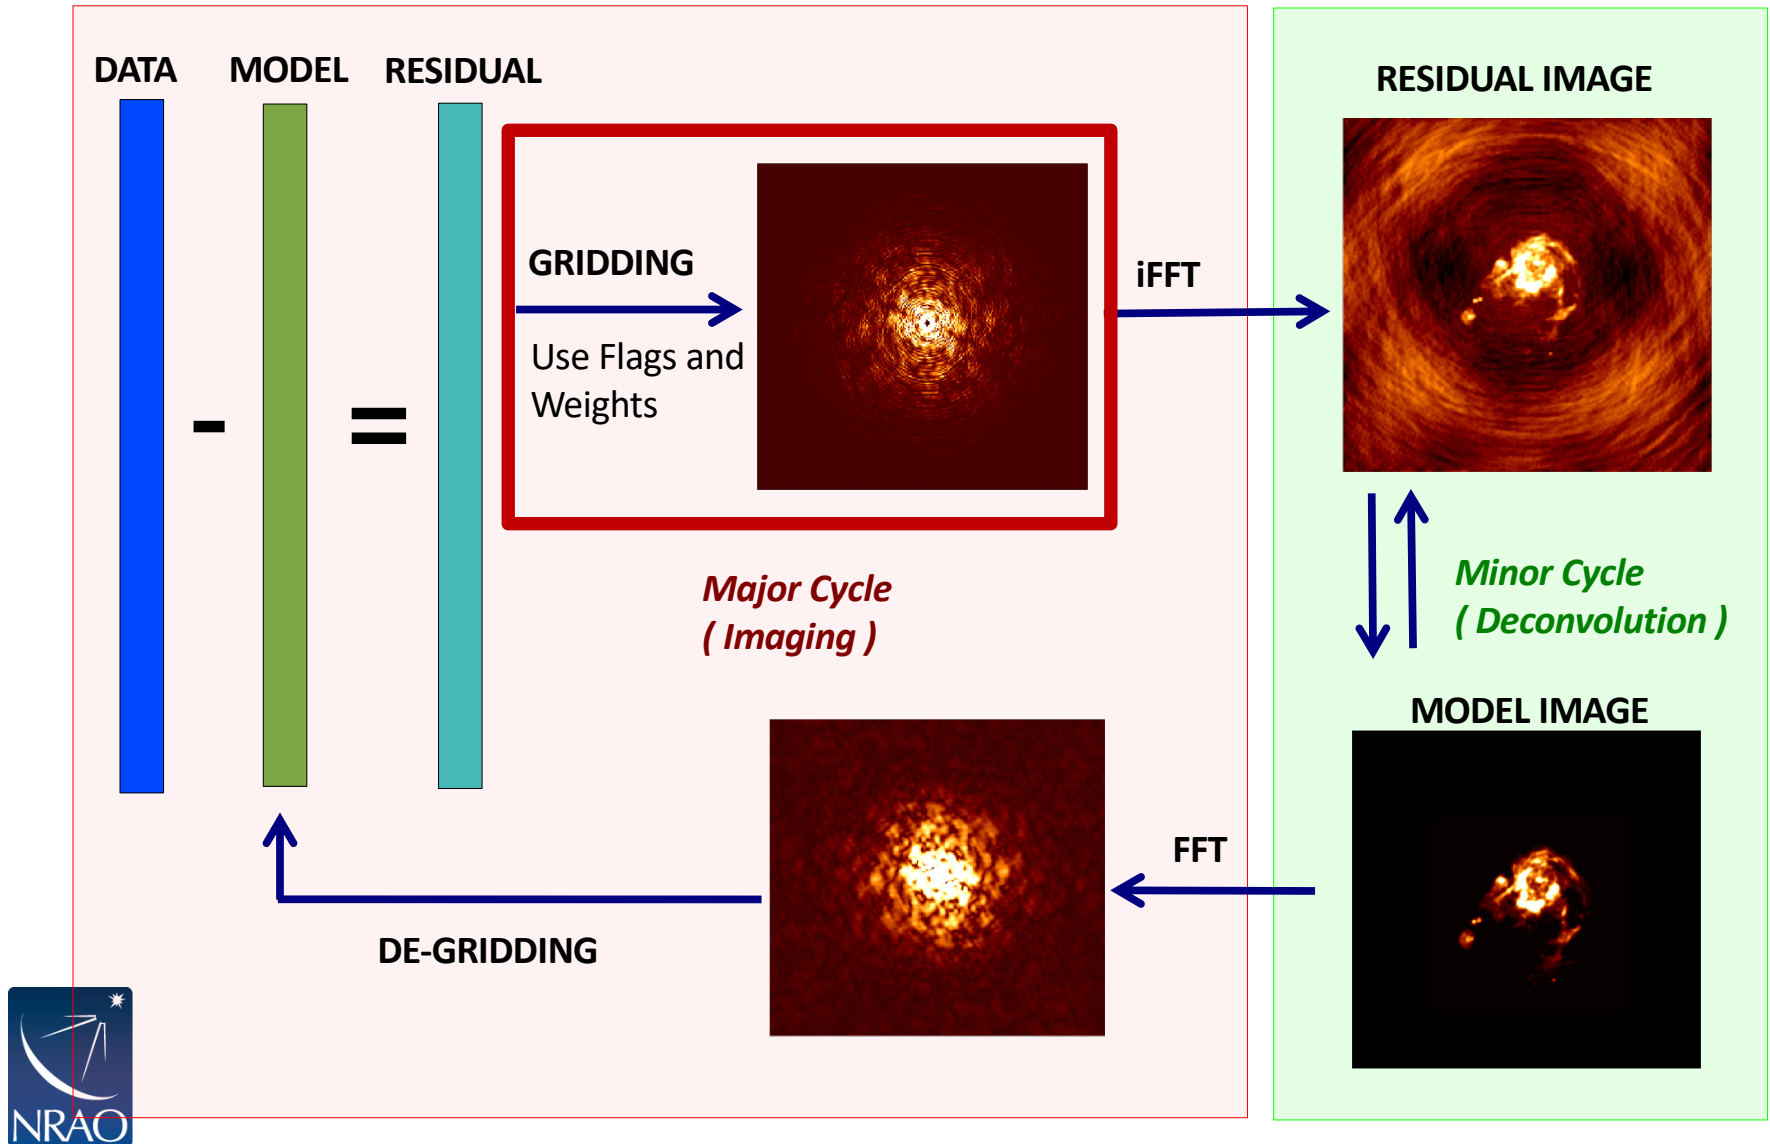 DATA
MODEL
RESIDUAL
-
=
GRIDDING
Use Flags and
Weights
iFFT
RESIDUAL IMAGE
Major Cycle
( Imaging )
Minor Cycle
( Deconvolution )
MODEL IMAGE
FFT
DE-GRIDDING
NRAO